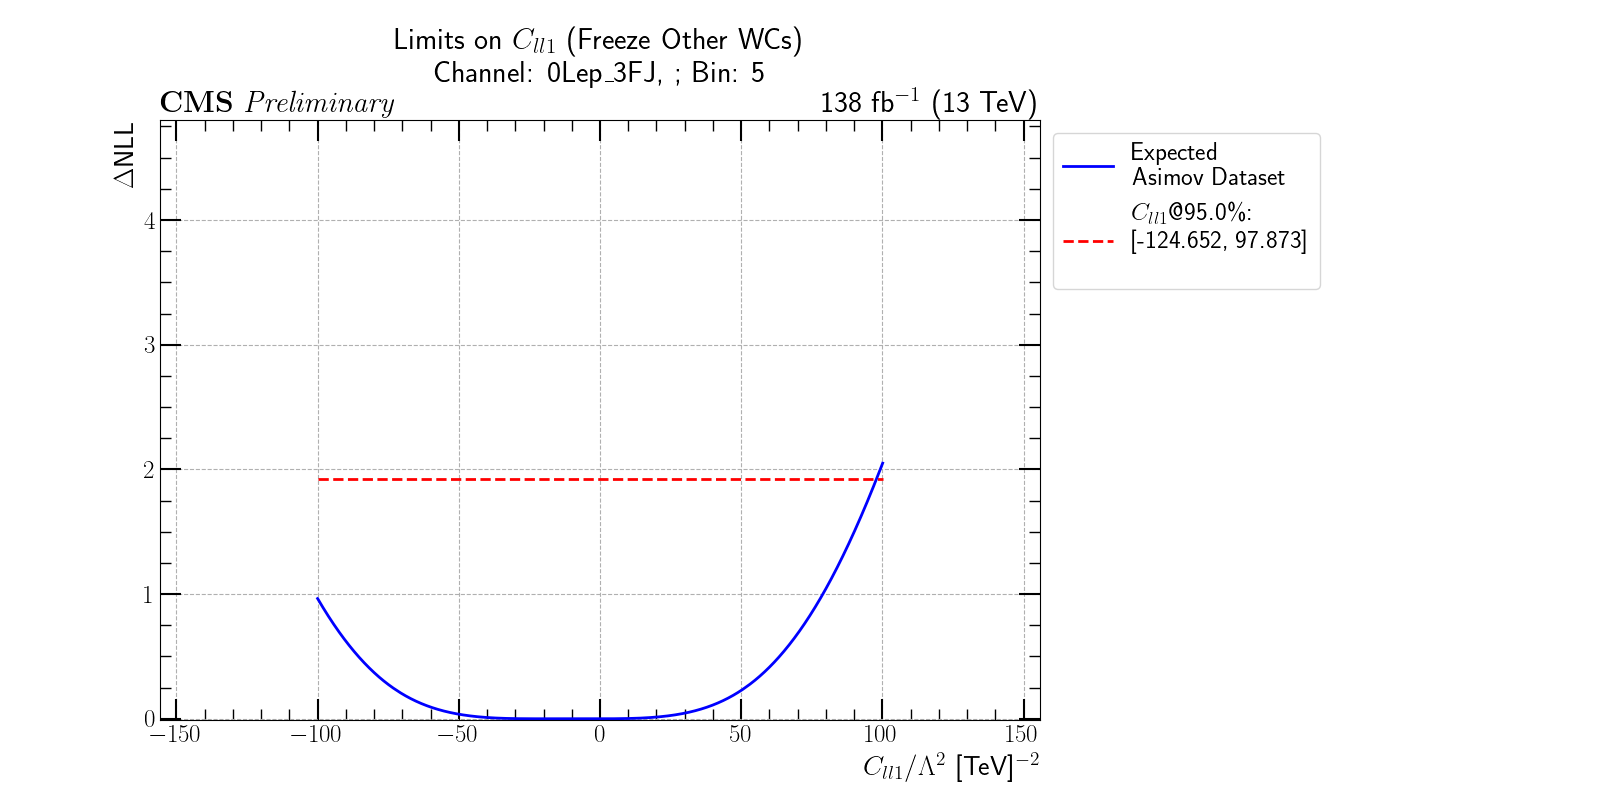 Limits on C_{ll1} (Freeze Other WCs)
Channel: 0Lep_3FJ, ; Bin: 5
CMS Preliminary 138 fb⁻¹ (13 TeV)
ΔNLL
4
3
2
1
0
−150 −100 −50 0 50 100 150
C_{ll1}/Λ² [TeV]⁻²
Expected
Asimov Dataset
C_{ll1}@95.0%:
[-124.652, 97.873]